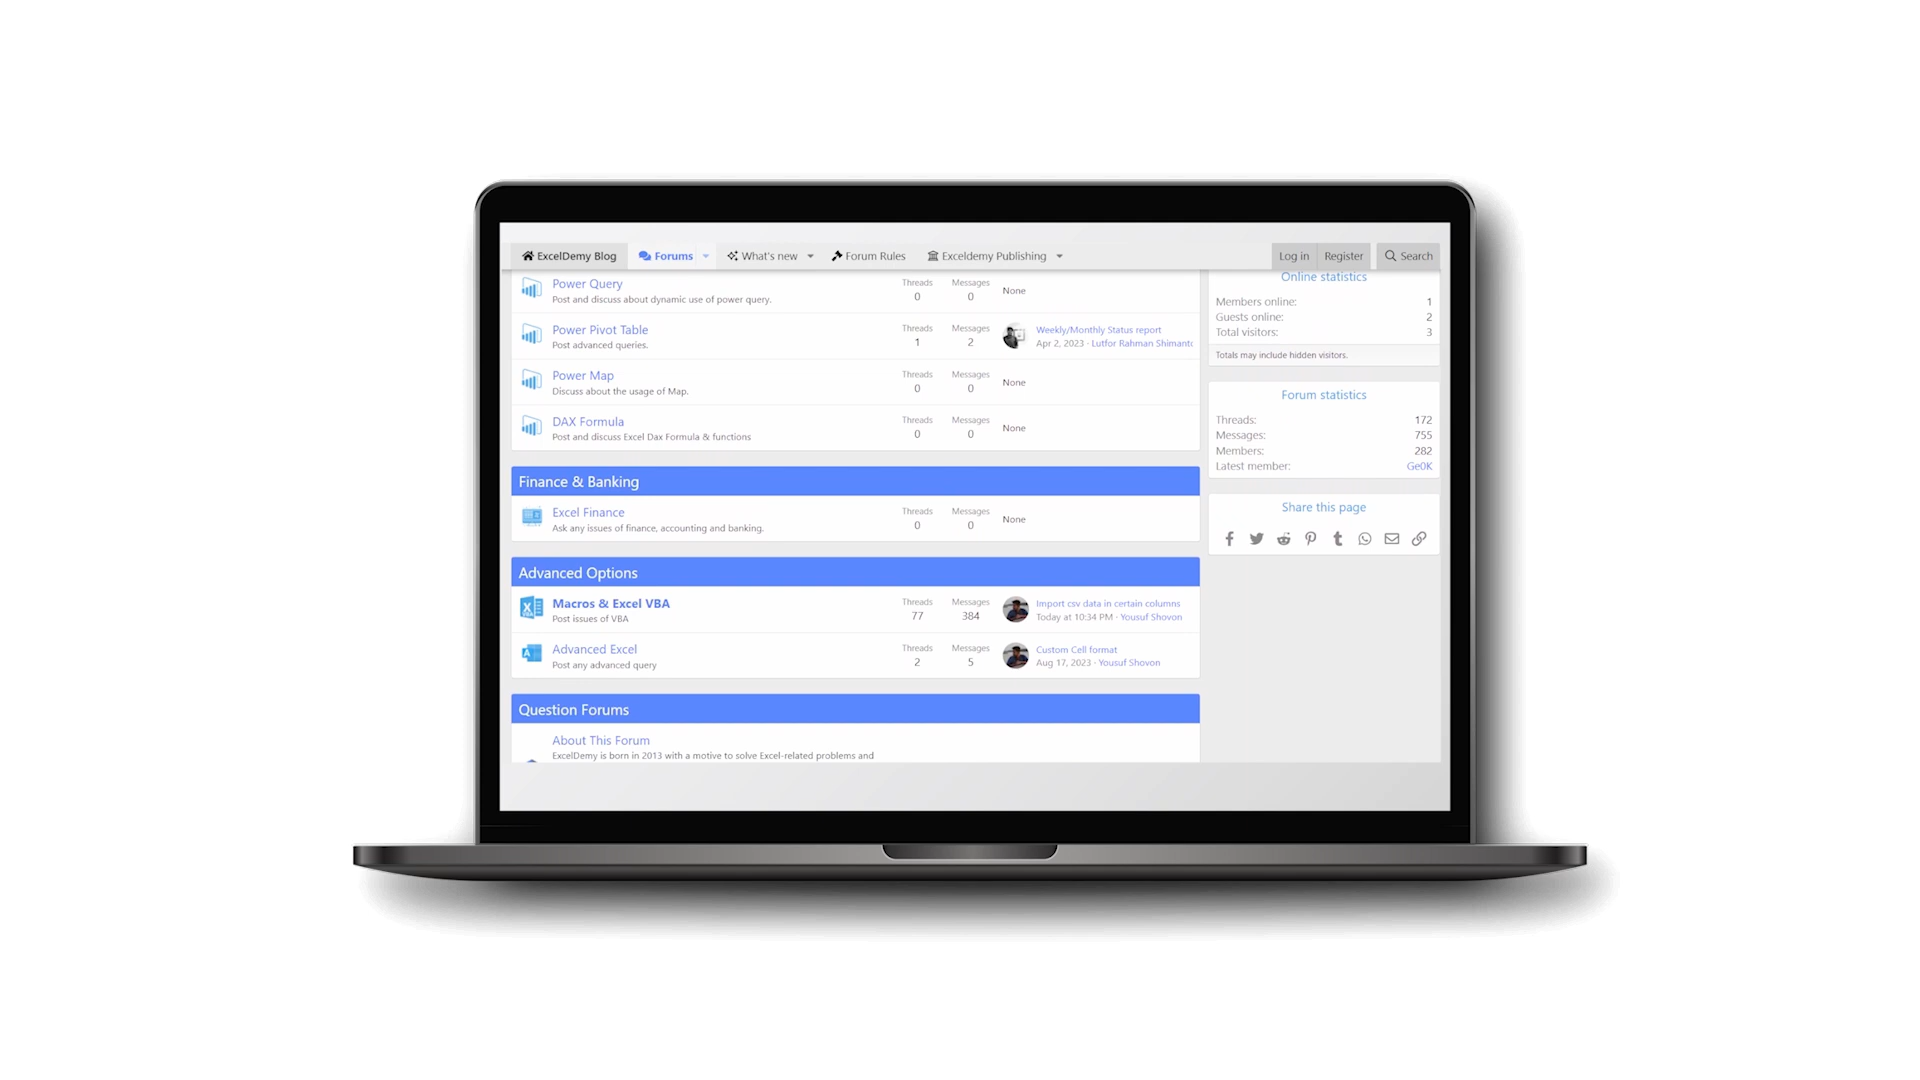 ExcelDemy Blog Forums What's new Forum Rules Exceldemy Publishing Log in Register Search
Power Query
Post and discuss about dynamic use of power query.
Threads
0
Messages
0
None
Power Pivot Table
Post advanced queries.
Threads
1
Messages
2
Weekly/Monthly Status report
Apr 2, 2023 · Lutfor Rahman Shimanto
Power Map
Discuss about the usage of Map.
Threads
0
Messages
0
None
DAX Formula
Post and discuss Excel Dax Formula & functions
Threads
0
Messages
0
None
Finance & Banking
Excel Finance
Ask any issues of finance, accounting and banking.
Threads
0
Messages
0
None
Advanced Options
Macros & Excel VBA
Post issues of VBA
Threads
77
Messages
384
Import csv data in certain columns
Today at 10:34 PM · Yousuf Shovon
Advanced Excel
Post any advanced query
Threads
2
Messages
5
Custom Cell format
Aug 17, 2023 · Yousuf Shovon
Question Forums
About This Forum
ExcelDemy is born in 2013 with a motive to solve Excel-related problems and
Online statistics
Members online: 1
Guests online: 2
Total visitors: 3
Totals may include hidden visitors.
Forum statistics
Threads: 172
Messages: 755
Members: 282
Latest member: Ge0K
Share this page